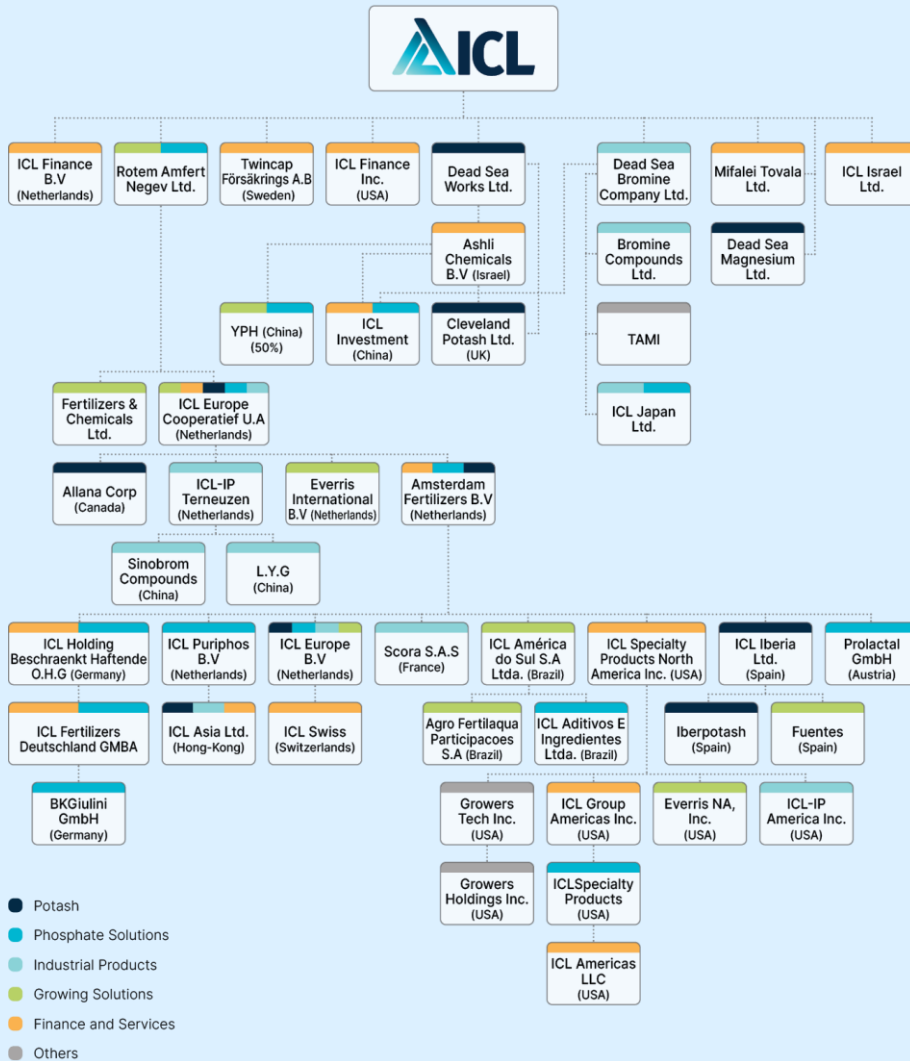 ICL
ICL Finance
B.V
(Netherlands)
Rotem Amfert
Negev Ltd.
Twincap
Försäkrings A.B
(Sweden)
ICL Finance
Inc.
(USA)
Dead Sea
Works Ltd.
Dead Sea
Bromine
Company Ltd.
Mifalei Tovala
Ltd.
ICL Israel
Ltd.
Ashli
Chemicals
B.V (Israel)
Bromine
Compounds
Ltd.
Dead Sea
Magnesium
Ltd.
YPH (China)
(50%)
ICL
Investment
(China)
Cleveland
Potash Ltd.
(UK)
TAMI
Fertilizers &
Chemicals
Ltd.
ICL Europe
Cooperatief U.A
(Netherlands)
ICL Japan
Ltd.
Allana Corp
(Canada)
ICL-IP
Terneuzen
(Netherlands)
Everris
International
B.V (Netherlands)
Amsterdam
Fertilizers B.V
(Netherlands)
Sinobrom
Compounds
(China)
L.Y.G
(China)
ICL Holding
Beschraenkt Haftende
O.H.G (Germany)
ICL Puriphos
B.V
(Netherlands)
ICL Europe
B.V
(Netherlands)
Scora S.A.S
(France)
ICL América
do Sul S.A
Ltda. (Brazil)
ICL Specialty
Products North
America Inc. (USA)
ICL Iberia
Ltd.
(Spain)
Prolactal
GmbH
(Austria)
ICL Fertilizers
Deutschland GMBA
ICL Asia Ltd.
(Hong-Kong)
ICL Swiss
(Switzerlands)
Agro Fertilaqua
Participacoes
S.A (Brazil)
ICL Aditivos E
Ingredientes
Ltda. (Brazil)
Iberpotash
(Spain)
Fuentes
(Spain)
BKGiulini
GmbH
(Germany)
Growers
Tech Inc.
(USA)
ICL Group
Americas Inc.
(USA)
Everris NA,
Inc.
(USA)
ICL-IP
America Inc.
(USA)
Growers
Holdings Inc.
(USA)
ICLSpecialty
Products
(USA)
ICL Americas
LLC
(USA)
Potash
Phosphate Solutions
Industrial Products
Growing Solutions
Finance and Services
Others